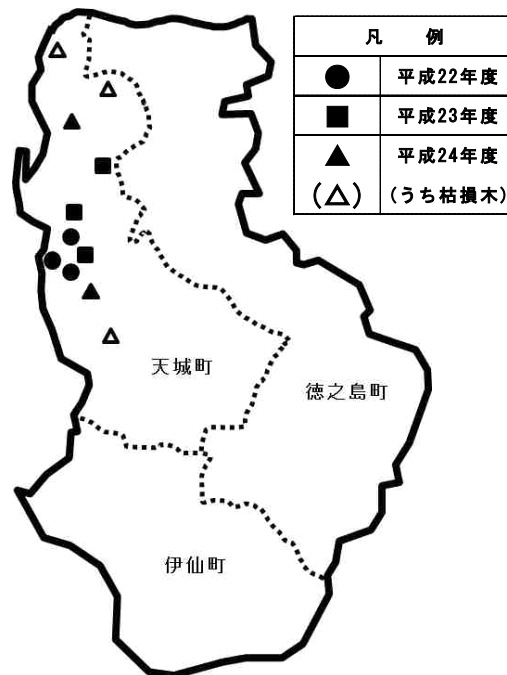 凡 例
● 平成22年度
■ 平成23年度
▲ 平成24年度
(△) (うち枯損木)
天城町
徳之島町
伊仙町